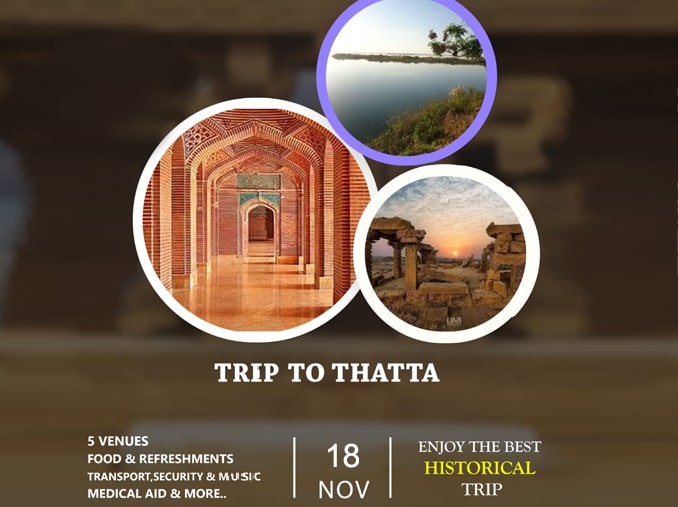 TRIP TO THATTA
5 VENUES
FOOD & REFRESHMENTS
TRANSPORT,SECURITY & MUSIC
MEDICAL AID & MORE..
18
NOV
ENJOY THE BEST
HISTORICAL
TRIP